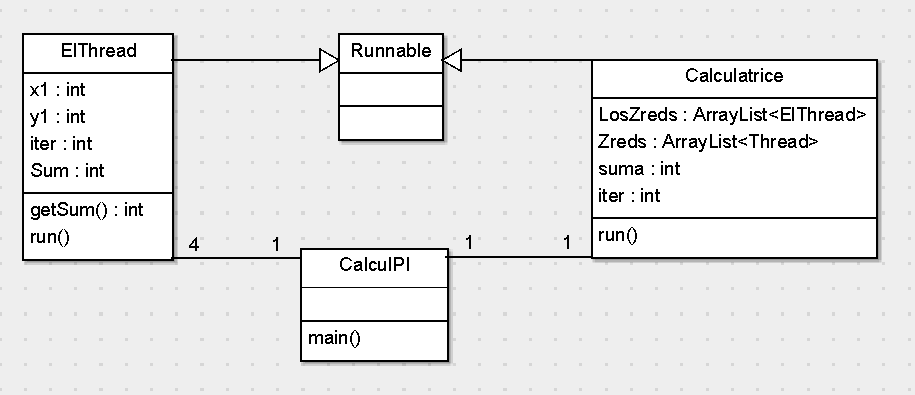 ElThread
x1 : int
y1 : int
iter : int
Sum : int
getSum() : int
run()
Runnable
Calculatrice
LosZreds : ArrayList<ElThread>
Zreds : ArrayList<Thread>
suma : int
iter : int
run()
4
1
1
1
CalculPI
main()